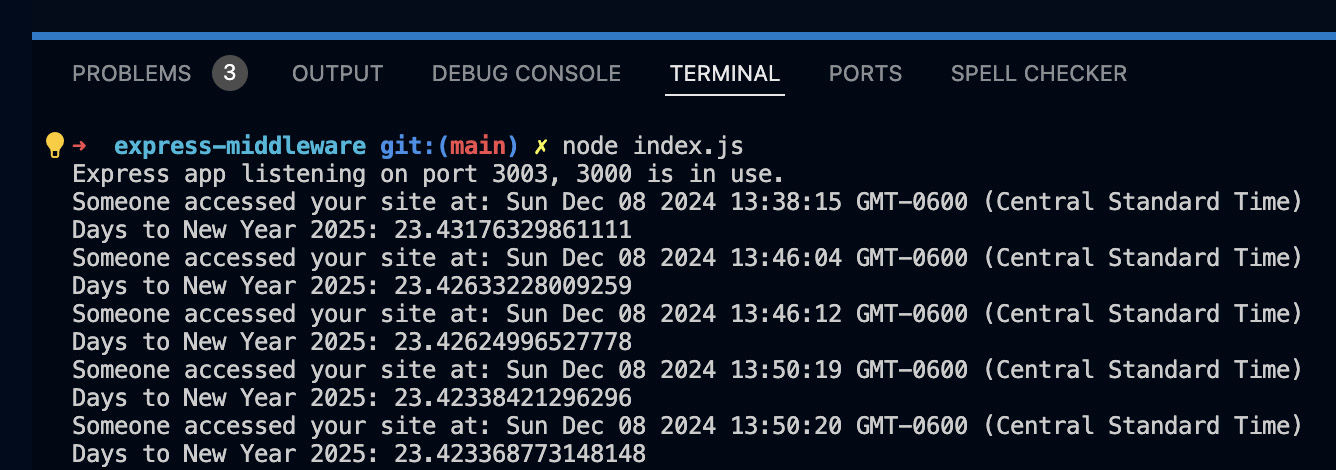 PROBLEMS 3 OUTPUT DEBUG CONSOLE TERMINAL PORTS SPELL CHECKER
➜ express-middleware git:(main) ✗ node index.js
Express app listening on port 3003, 3000 is in use.
Someone accessed your site at: Sun Dec 08 2024 13:38:15 GMT-0600 (Central Standard Time)
Days to New Year 2025: 23.43176329861111
Someone accessed your site at: Sun Dec 08 2024 13:46:04 GMT-0600 (Central Standard Time)
Days to New Year 2025: 23.42633228009259
Someone accessed your site at: Sun Dec 08 2024 13:46:12 GMT-0600 (Central Standard Time)
Days to New Year 2025: 23.42624996527778
Someone accessed your site at: Sun Dec 08 2024 13:50:19 GMT-0600 (Central Standard Time)
Days to New Year 2025: 23.42338421296296
Someone accessed your site at: Sun Dec 08 2024 13:50:20 GMT-0600 (Central Standard Time)
Days to New Year 2025: 23.423368773148148